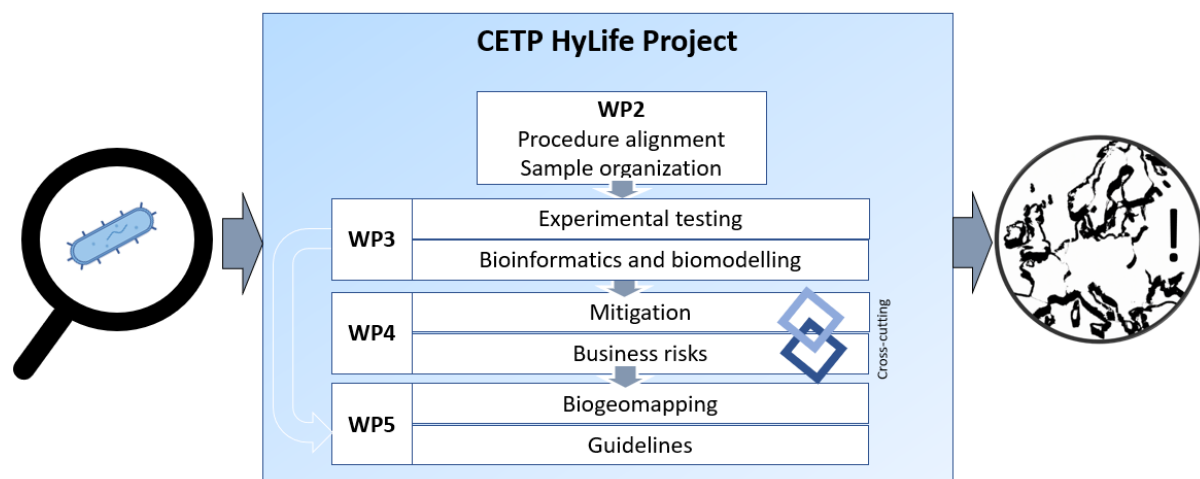 CETP HyLife Project
WP2
Procedure alignment
Sample organization
WP3
Experimental testing
Bioinformatics and biomodelling
WP4
Mitigation
Business risks
Cross-cutting
WP5
Biogeomapping
Guidelines
!